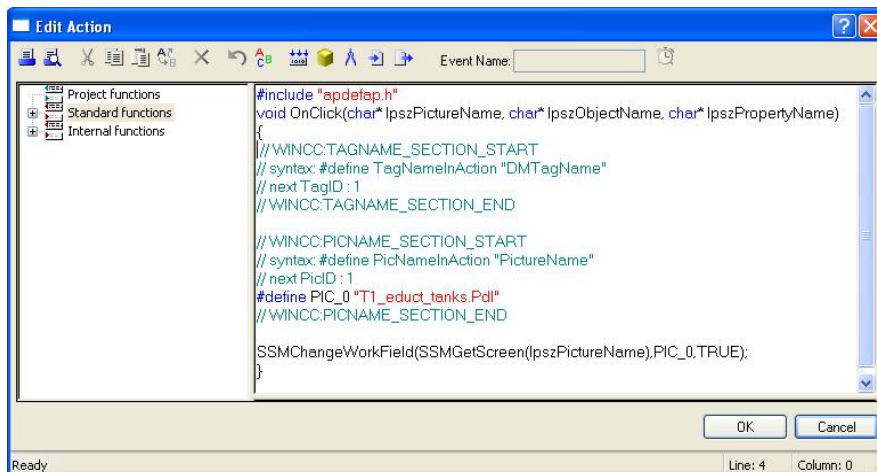 Edit Action
Event Name:
Project functions
Standard functions
Internal functions
#include "apdefap.h"
void OnClick(char* lpszPictureName, char* lpszObjectName, char* lpszPropertyName)
{
// WINCC:TAGNAME_SECTION_START
// syntax: #define TagNameInAction "DMTagName"
// next TagID : 1
// WINCC:TAGNAME_SECTION_END
// WINCC:PICNAME_SECTION_START
// syntax: #define PicNameInAction "PictureName"
// next PicID : 1
#define PIC_0 "T1_educt_tanks.Pdl"
// WINCC:PICNAME_SECTION_END
SSMChangeWorkField(SSMGetScreen(lpszPictureName),PIC_0,TRUE);
}
OK Cancel
Ready Line: 4 Column: 0